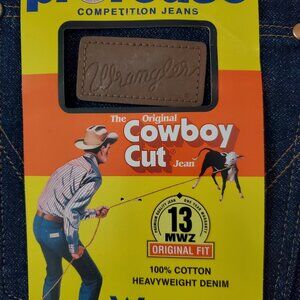 COMPETITION JEANS
Wrangler
The Original
Cowboy
Cut®
Jean
13
MWZ
ORIGINAL FIT
100% COTTON
HEAVYWEIGHT DENIM
W